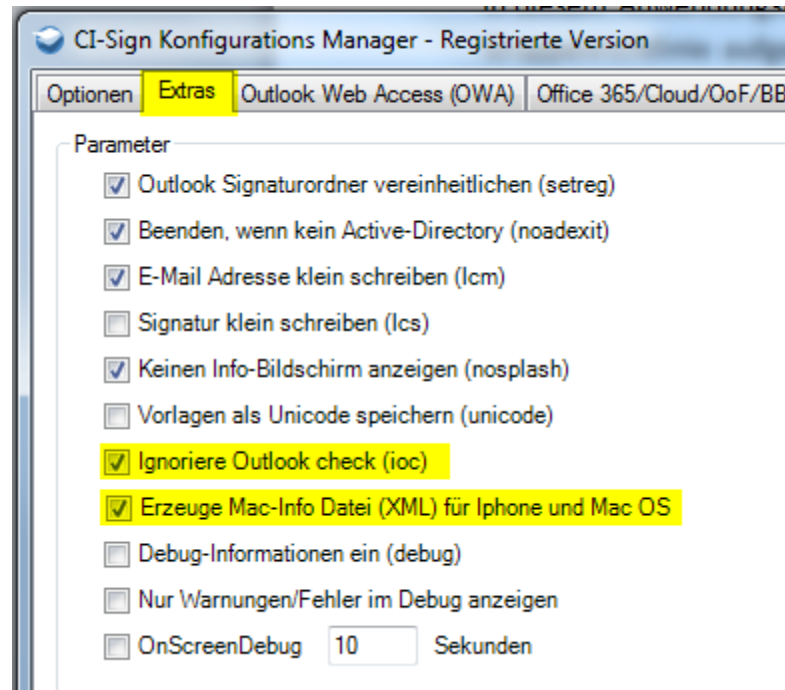 CI-Sign Konfigurations Manager - Registrierte Version
Optionen Extras Outlook Web Access (OWA) Office 365/Cloud/OoF/BB
Parameter
Outlook Signaturordner vereinheitlichen (setreg)
Beenden, wenn kein Active-Directory (noadexit)
E-Mail Adresse klein schreiben (lcm)
Signatur klein schreiben (lcs)
Keinen Info-Bildschirm anzeigen (nosplash)
Vorlagen als Unicode speichern (unicode)
Ignoriere Outlook check (ioc)
Erzeuge Mac-Info Datei (XML) für Iphone und Mac OS
Debug-Informationen ein (debug)
Nur Warnungen/Fehler im Debug anzeigen
OnScreenDebug 10 Sekunden